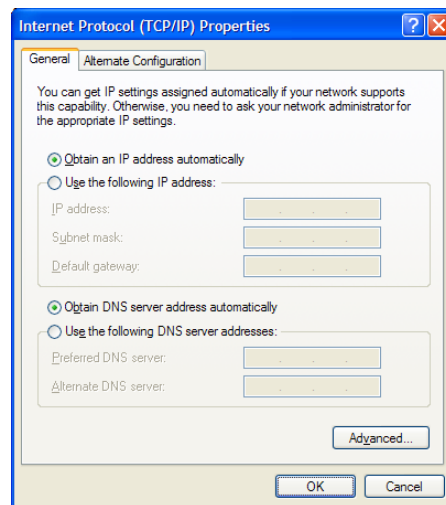 Internet Protocol (TCP/IP) Properties
General
Alternate Configuration
You can get IP settings assigned automatically if your network supports
this capability. Otherwise, you need to ask your network administrator for
the appropriate IP settings.
Obtain an IP address automatically
Use the following IP address:
IP address:
Subnet mask:
Default gateway:
Obtain DNS server address automatically
Use the following DNS server addresses:
Preferred DNS server:
Alternate DNS server:
Advanced...
OK
Cancel